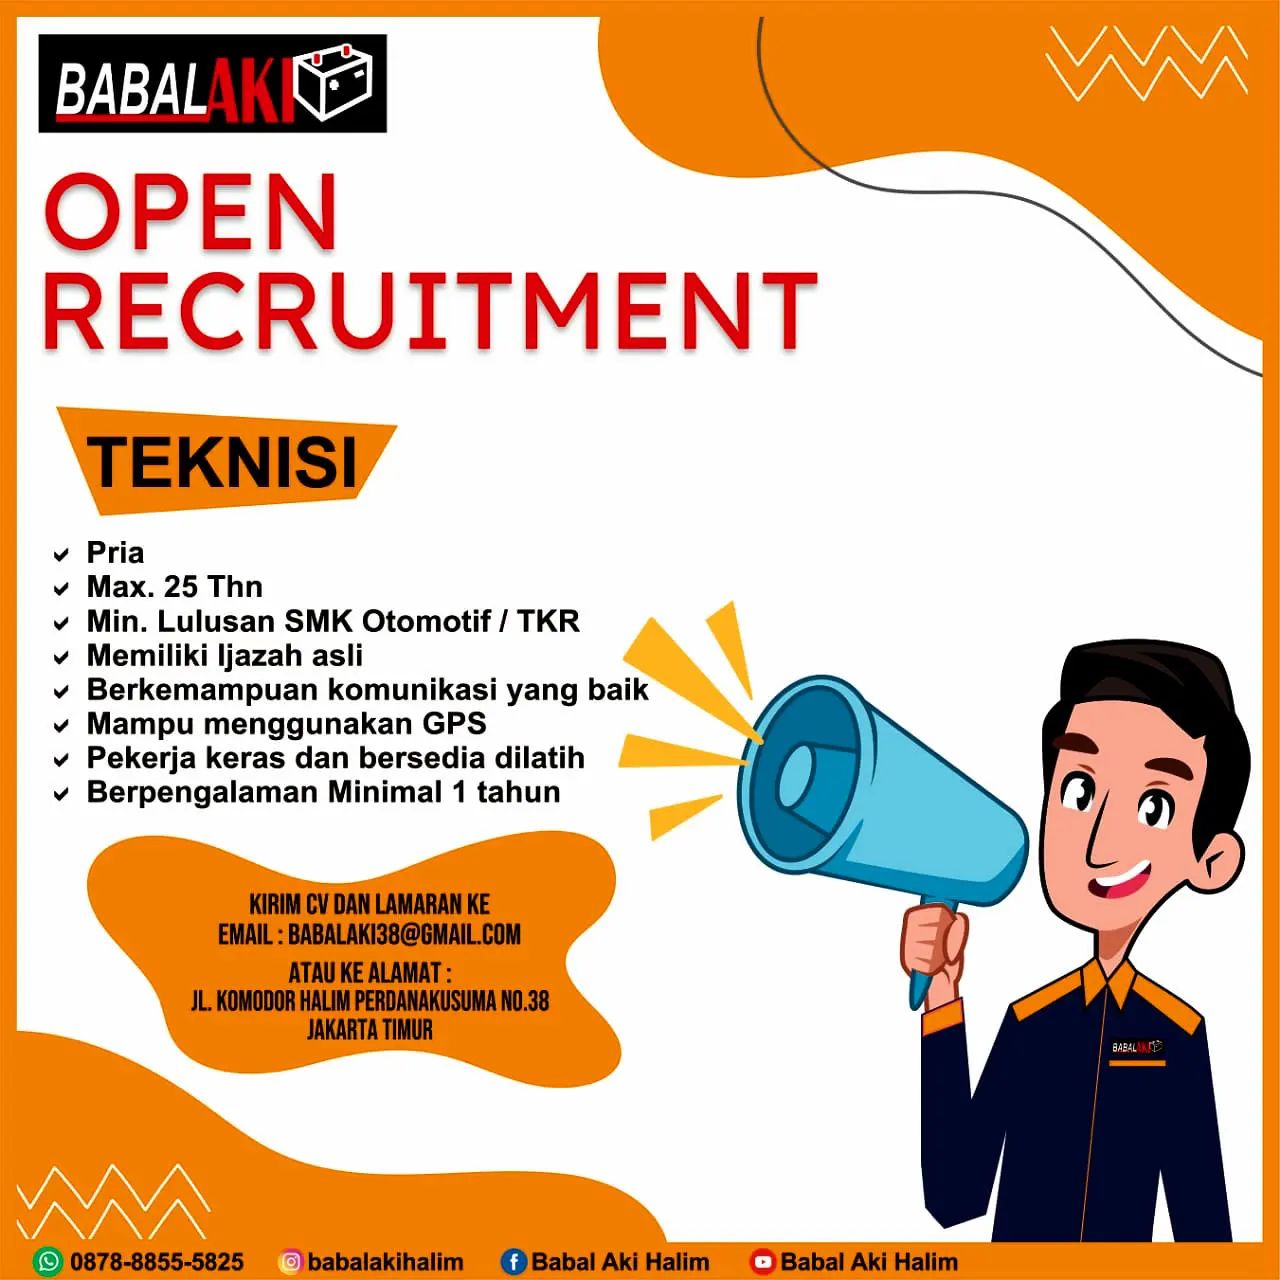 BABALAKI
OPEN
RECRUITMENT
TEKNISI
Pria
Max. 25 Thn
Min. Lulusan SMK Otomotif / TKR
Memiliki Ijazah asli
Berkemampuan komunikasi yang baik
Mampu menggunakan GPS
Pekerja keras dan bersedia dilatih
Berpengalaman Minimal 1 tahun
KIRIM CV DAN LAMARAN KE
EMAIL : BABALAKI38@GMAIL.COM
ATAU KE ALAMAT :
JL. KOMODOR HALIM PERDANAKUSUMA NO.38
JAKARTA TIMUR
BABALAKI
0878-8855-5825 babalakihalim Babal Aki Halim Babal Aki Halim